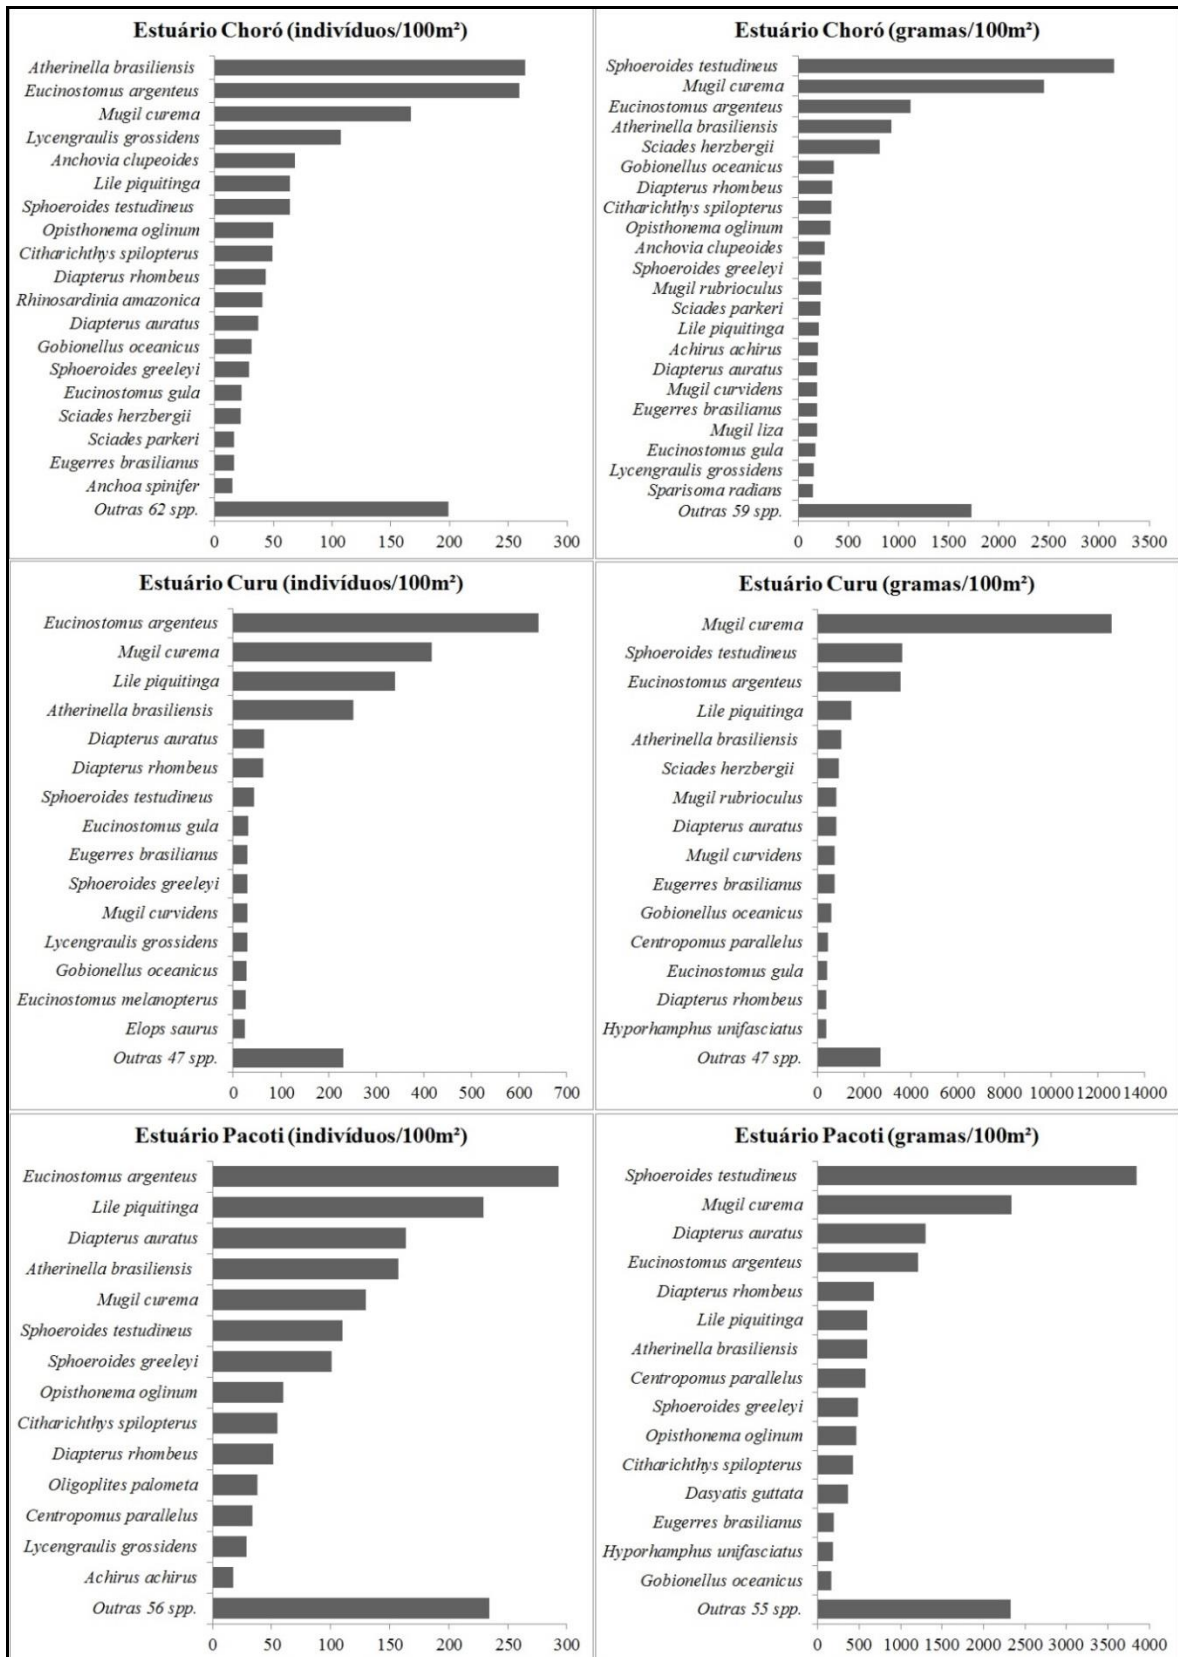 Estuário Choró (indivíduos/100m²)
Atherinella brasiliensis
Eucinostomus argenteus
Mugil curema
Lycengraulis grossidens
Anchovia clupeoides
Lile piquitinga
Sphoeroides testudineus
Opisthonema oglinum
Citharichthys spilopterus
Diapterus rhombeus
Rhinosardinia amazonica
Diapterus auratus
Gobionellus oceanicus
Sphoeroides greeleyi
Eucinostomus gula
Sciades herzbergii
Sciades parkeri
Eugerres brasilianus
Anchoa spinifer
Outras 62 spp.
0 50 100 150 200 250 300
Estuário Choró (gramas/100m²)
Sphoeroides testudineus
Mugil curema
Eucinostomus argenteus
Atherinella brasiliensis
Sciades herzbergii
Gobionellus oceanicus
Diapterus rhombeus
Citharichthys spilopterus
Opisthonema oglinum
Anchovia clupeoides
Sphoeroides greeleyi
Mugil rubrioculus
Sciades parkeri
Lile piquitinga
Achirus achirus
Diapterus auratus
Mugil curvidens
Eugerres brasilianus
Mugil liza
Eucinostomus gula
Lycengraulis grossidens
Sparisoma radians
Outras 59 spp.
0 500 1000 1500 2000 2500 3000 3500
Estuário Curu (indivíduos/100m²)
Eucinostomus argenteus
Mugil curema
Lile piquitinga
Atherinella brasiliensis
Diapterus auratus
Diapterus rhombeus
Sphoeroides testudineus
Eucinostomus gula
Eugerres brasilianus
Sphoeroides greeleyi
Mugil curvidens
Lycengraulis grossidens
Gobionellus oceanicus
Eucinostomus melanopterus
Elops saurus
Outras 47 spp.
0 100 200 300 400 500 600 700
Estuário Curu (gramas/100m²)
Mugil curema
Sphoeroides testudineus
Eucinostomus argenteus
Lile piquitinga
Atherinella brasiliensis
Sciades herzbergii
Mugil rubrioculus
Diapterus auratus
Mugil curvidens
Eugerres brasilianus
Gobionellus oceanicus
Centropomus parallelus
Eucinostomus gula
Diapterus rhombeus
Hyporhamphus unifasciatus
Outras 47 spp.
0 2000 4000 6000 8000 10000 12000 14000
Estuário Pacoti (indivíduos/100m²)
Eucinostomus argenteus
Lile piquitinga
Diapterus auratus
Atherinella brasiliensis
Mugil curema
Sphoeroides testudineus
Sphoeroides greeleyi
Opisthonema oglinum
Citharichthys spilopterus
Diapterus rhombeus
Oligoplites palometa
Centropomus parallelus
Lycengraulis grossidens
Achirus achirus
Outras 56 spp.
0 50 100 150 200 250 300
Estuário Pacoti (gramas/100m²)
Sphoeroides testudineus
Mugil curema
Diapterus auratus
Eucinostomus argenteus
Diapterus rhombeus
Lile piquitinga
Atherinella brasiliensis
Centropomus parallelus
Sphoeroides greeleyi
Opisthonema oglinum
Citharichthys spilopterus
Dasyatis guttata
Eugerres brasilianus
Hyporhamphus unifasciatus
Gobionellus oceanicus
Outras 55 spp.
0 500 1000 1500 2000 2500 3000 3500 4000